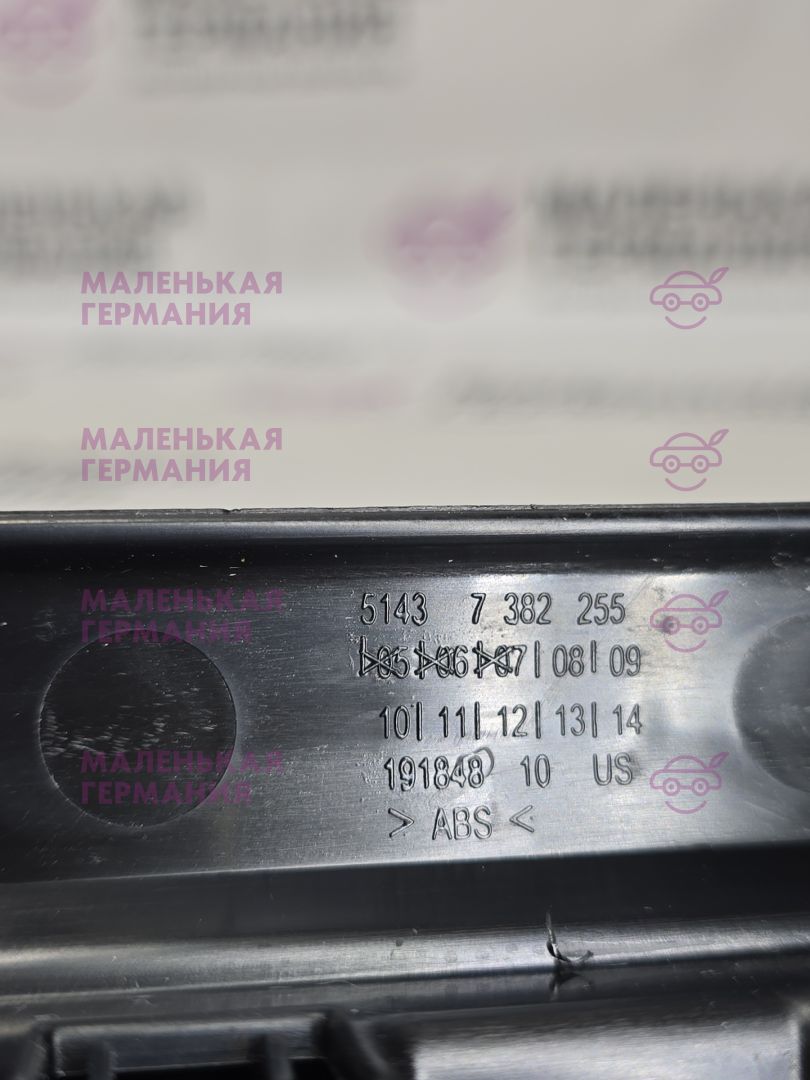 МАЛЕНЬКАЯ
ГЕРМАНИЯ
МАЛЕНЬКАЯ
ГЕРМАНИЯ
МАЛЕНЬКАЯ
ГЕРМАНИЯ
5143 7 382 255
05| 06| 07| 08| 09
10| 11| 12| 13| 14
МАЛЕНЬКАЯ
ГЕРМАНИЯ
191848 10 US
> ABS <